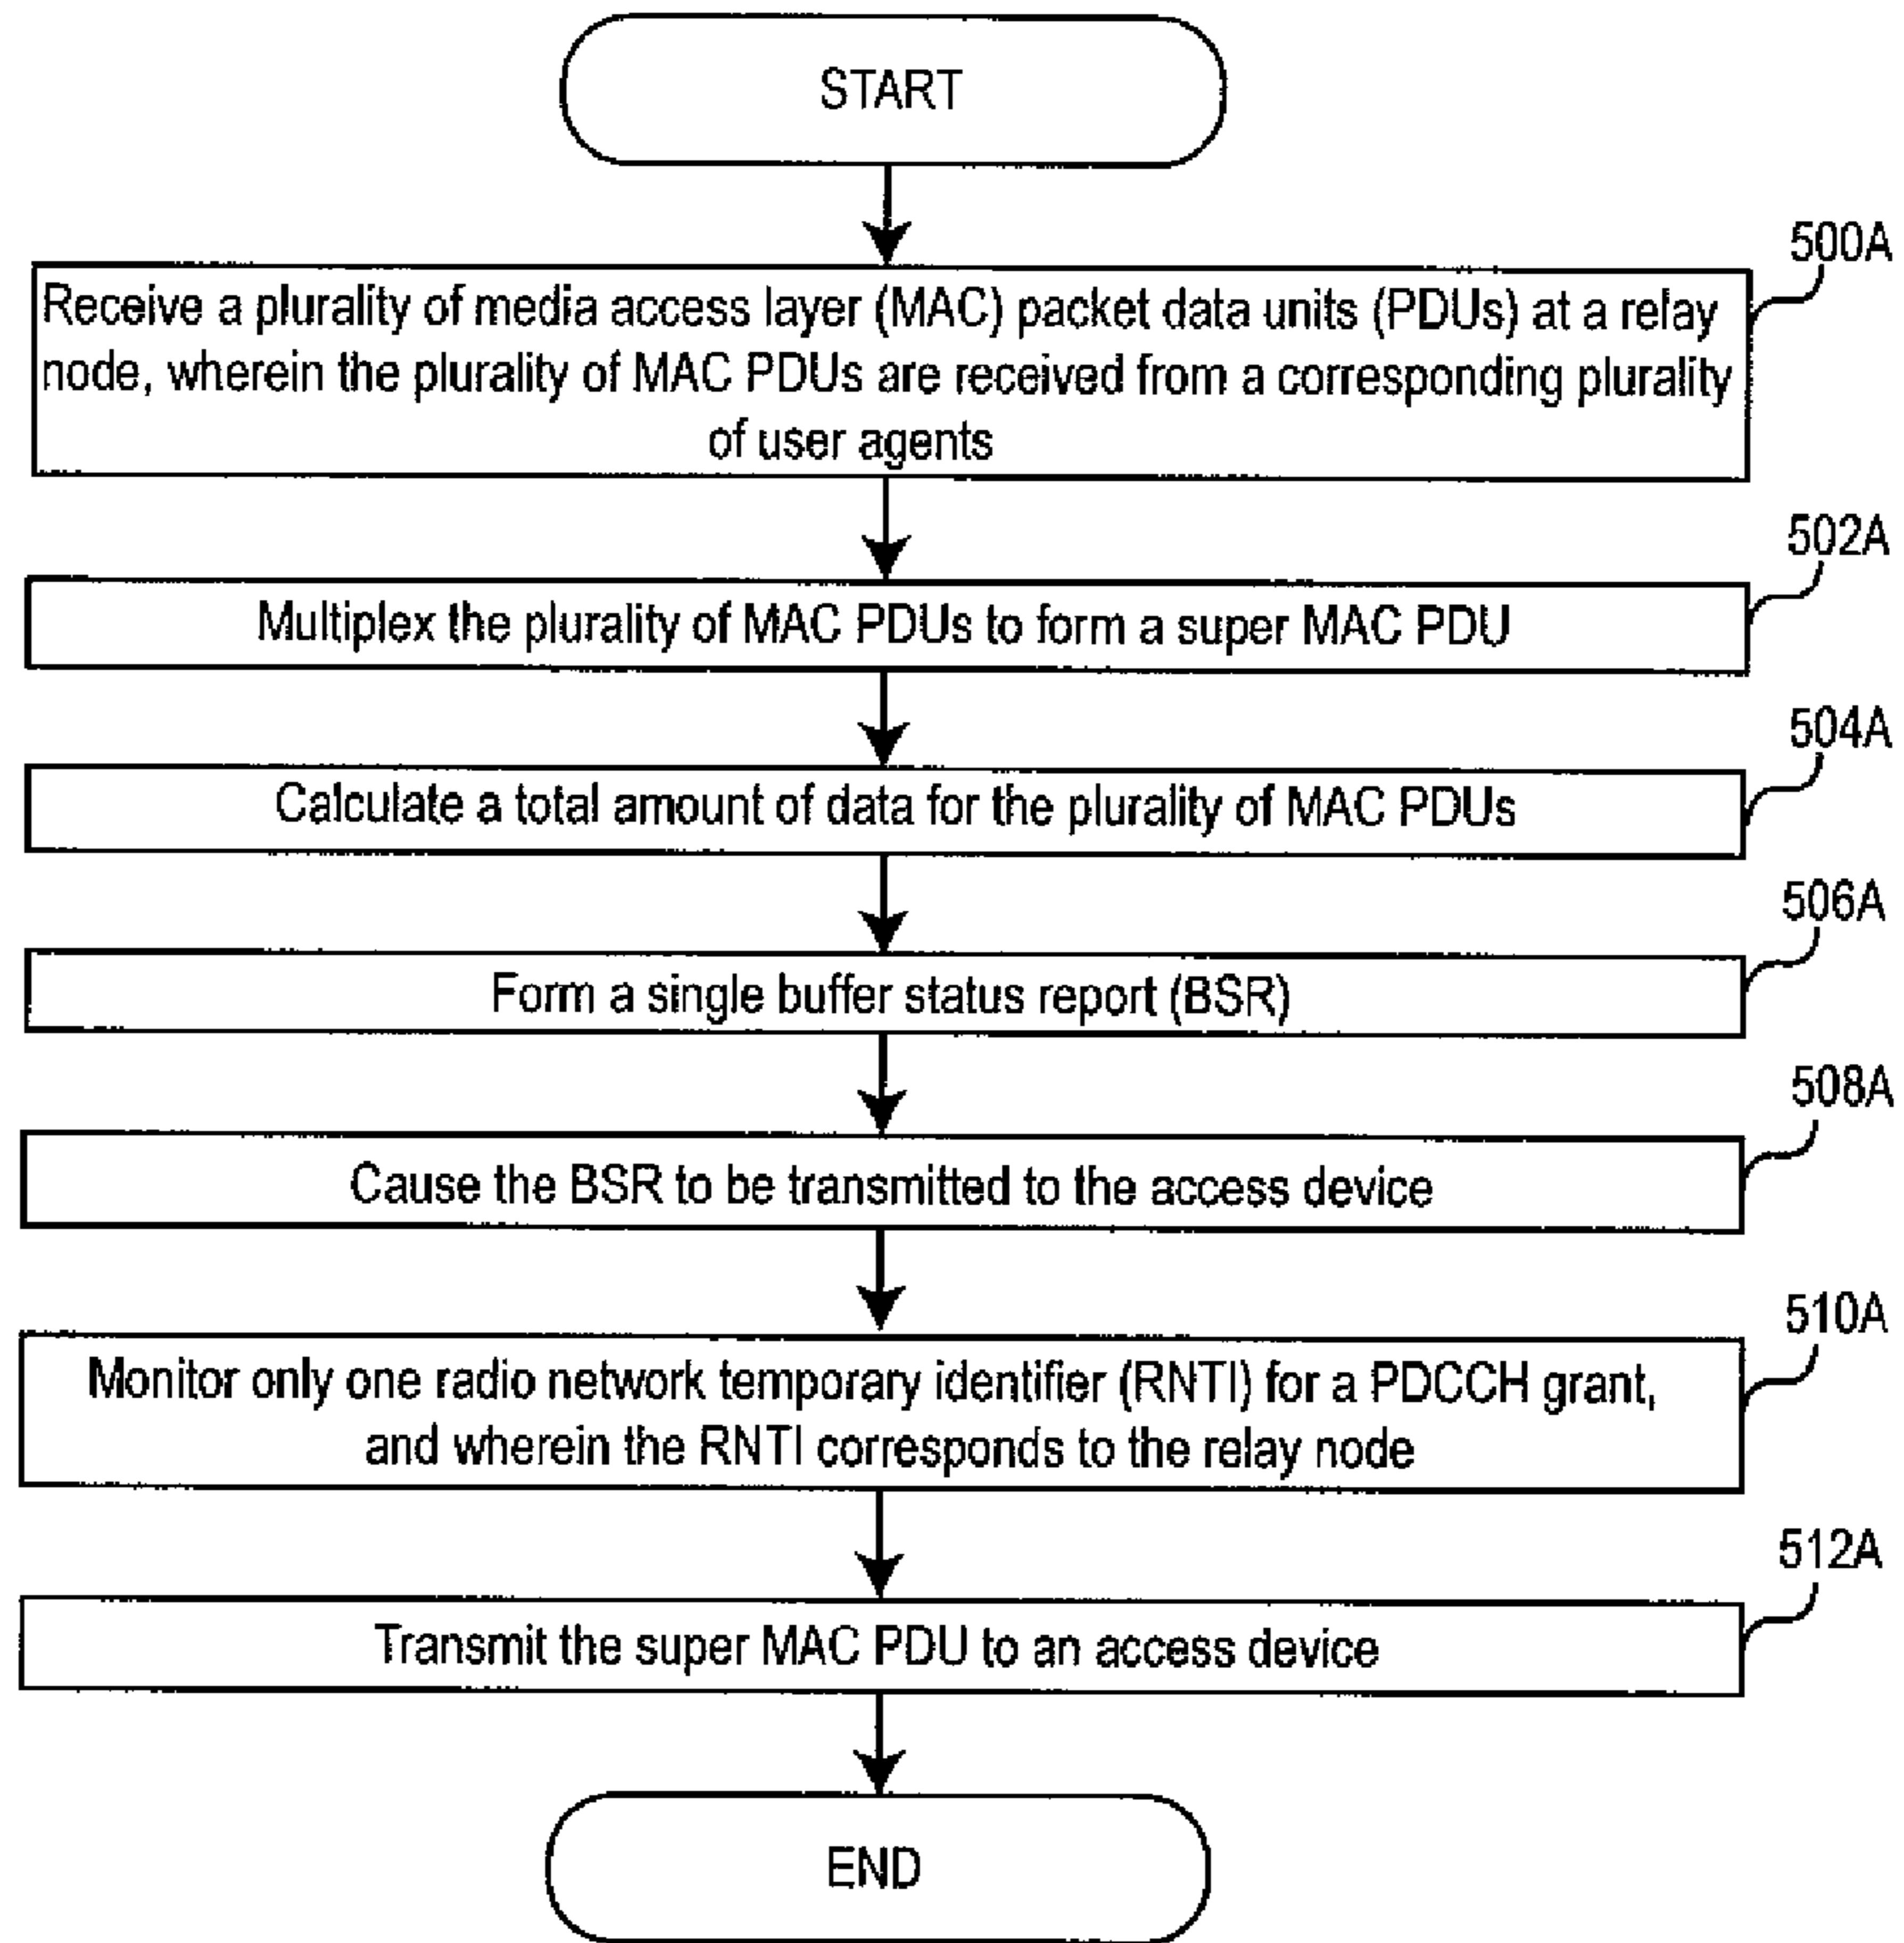 START
500A
Receive a plurality of media access layer (MAC) packet data units (PDUs) at a relay
node, wherein the plurality of MAC PDUs are received from a corresponding plurality
of user agents
502A
Multiplex the plurality of MAC PDUs to form a super MAC PDU
504A
Calculate a total amount of data for the plurality of MAC PDUs
506A
Form a single buffer status report (BSR)
508A
Cause the BSR to be transmitted to the access device
510A
Monitor only one radio network temporary identifier (RNTI) for a PDCCH grant,
and wherein the RNTI corresponds to the relay node
512A
Transmit the super MAC PDU to an access device
END